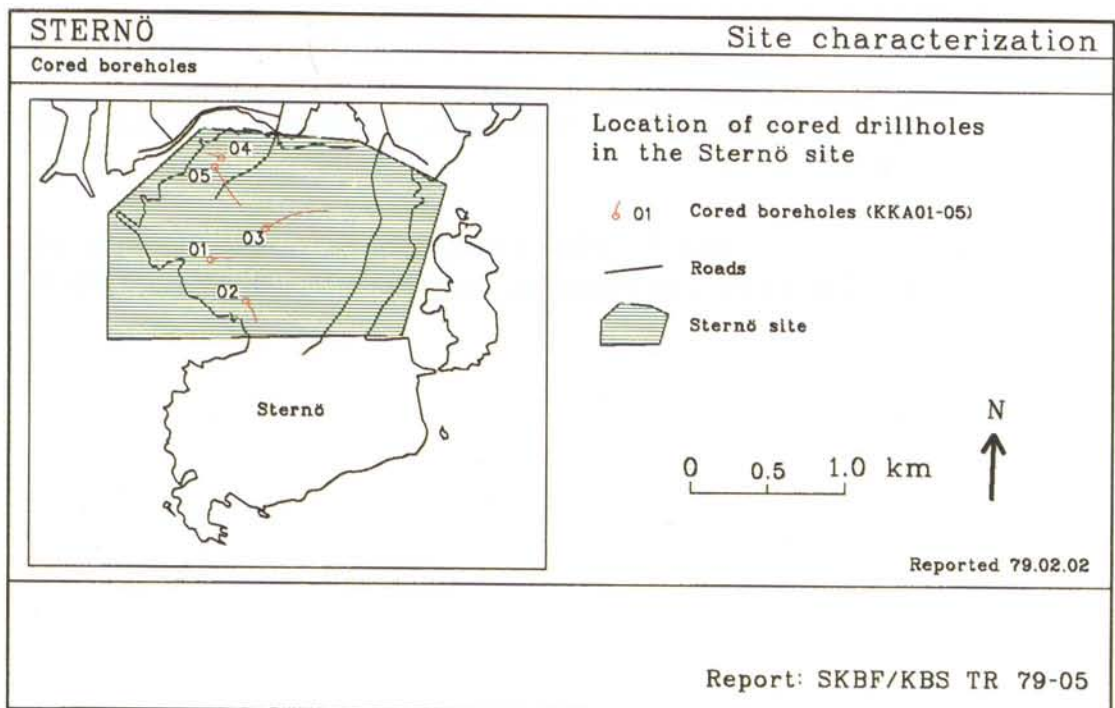 STERNÖ
Site characterization
Cored boreholes
04
05
03
01
02
Sternö
Location of cored drillholes
in the Sternö site
01 Cored boreholes (KKA01-05)
Roads
Sternö site
N
0 0.5 1.0 km
Reported 79.02.02
Report: SKBF/KBS TR 79-05